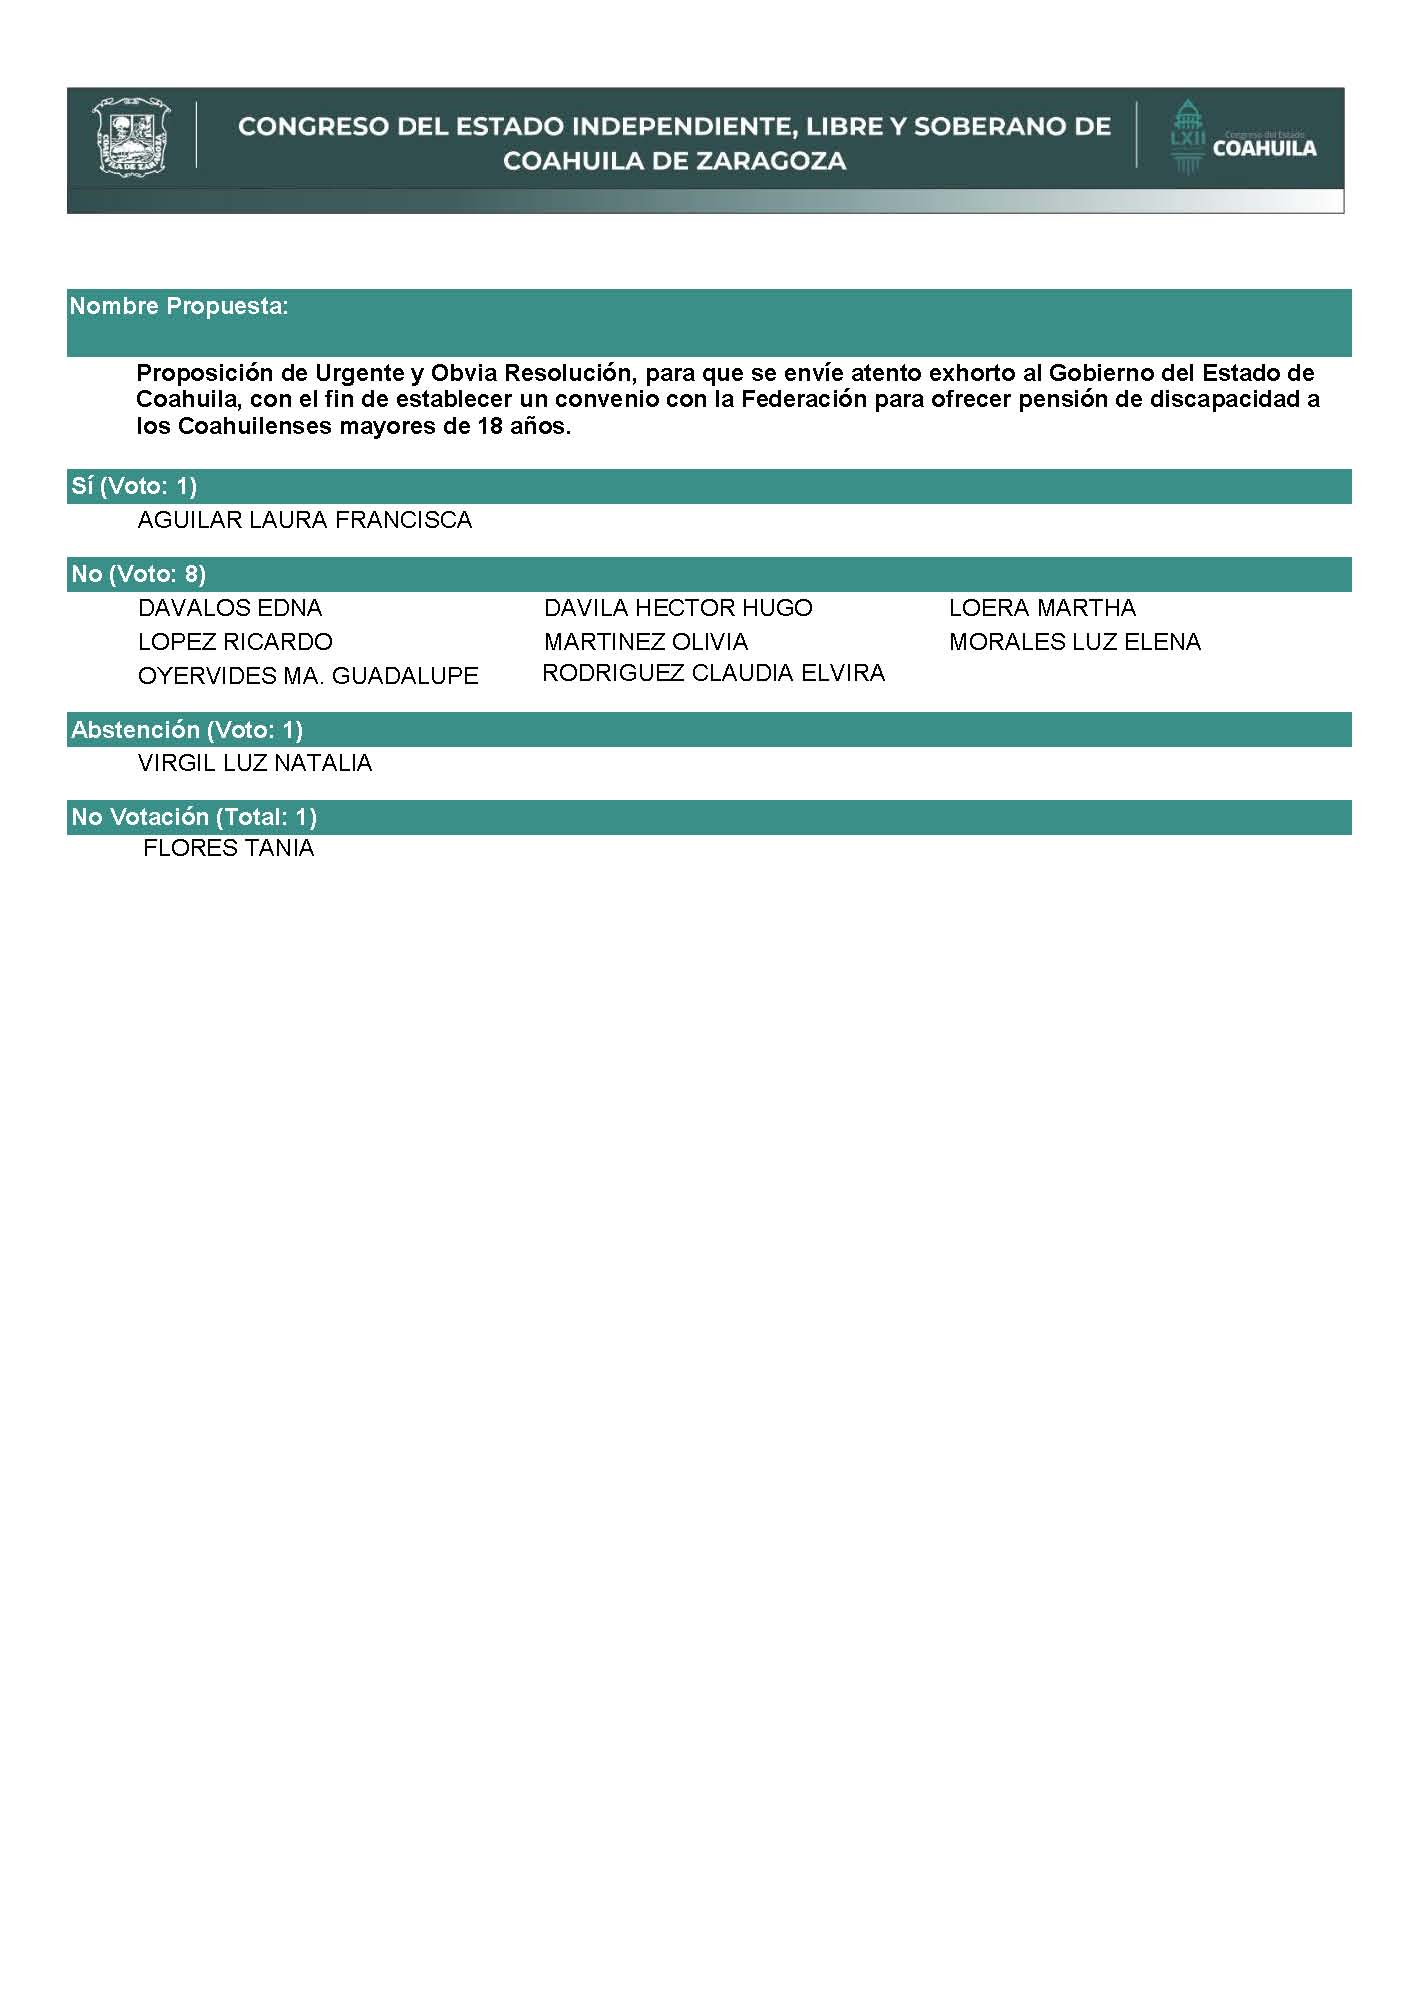 CONGRESO DEL ESTADO INDEPENDIENTE, LIBRE Y SOBERANO DE
COAHUILA DE ZARAGOZA
LXII
Congreso del Estado
COAHUILA
Nombre Propuesta:
Proposición de Urgente y Obvia Resolución, para que se envíe atento exhorto al Gobierno del Estado de
Coahuila, con el fin de establecer un convenio con la Federación para ofrecer pensión de discapacidad a
los Coahuilenses mayores de 18 años.
Sí (Voto: 1)
AGUILAR LAURA FRANCISCA
No (Voto: 8)
DAVALOS EDNA DAVILA HECTOR HUGO LOERA MARTHA
LOPEZ RICARDO MARTINEZ OLIVIA MORALES LUZ ELENA
OYERVIDES MA. GUADALUPE RODRIGUEZ CLAUDIA ELVIRA
Abstención (Voto: 1)
VIRGIL LUZ NATALIA
No Votación (Total: 1)
FLORES TANIA